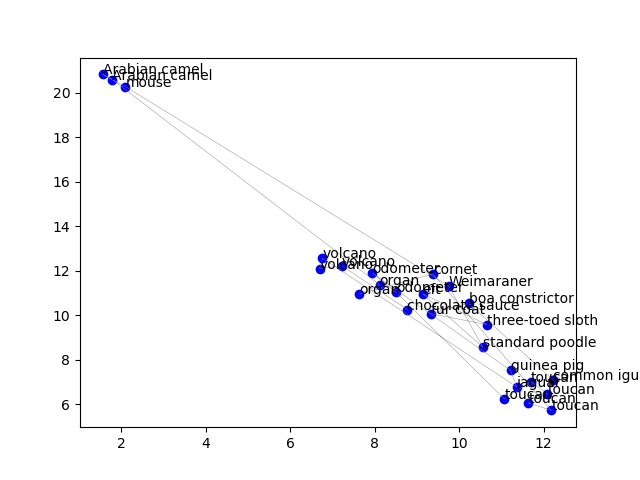 Arabian camel
Arabian camel
mouse
20
18
16
14
volcano
volcano
volcano
odometer
cornet
12
organ
Weimaraner
organ
odometer
eft
boa constrictor
10
chocolate sauce
fur coat
three-toed sloth
standard poodle
8
guinea pig
toucan
common igu
jaguar
toucan
toucan
toucan
toucan
6
2
4
6
8
10
12